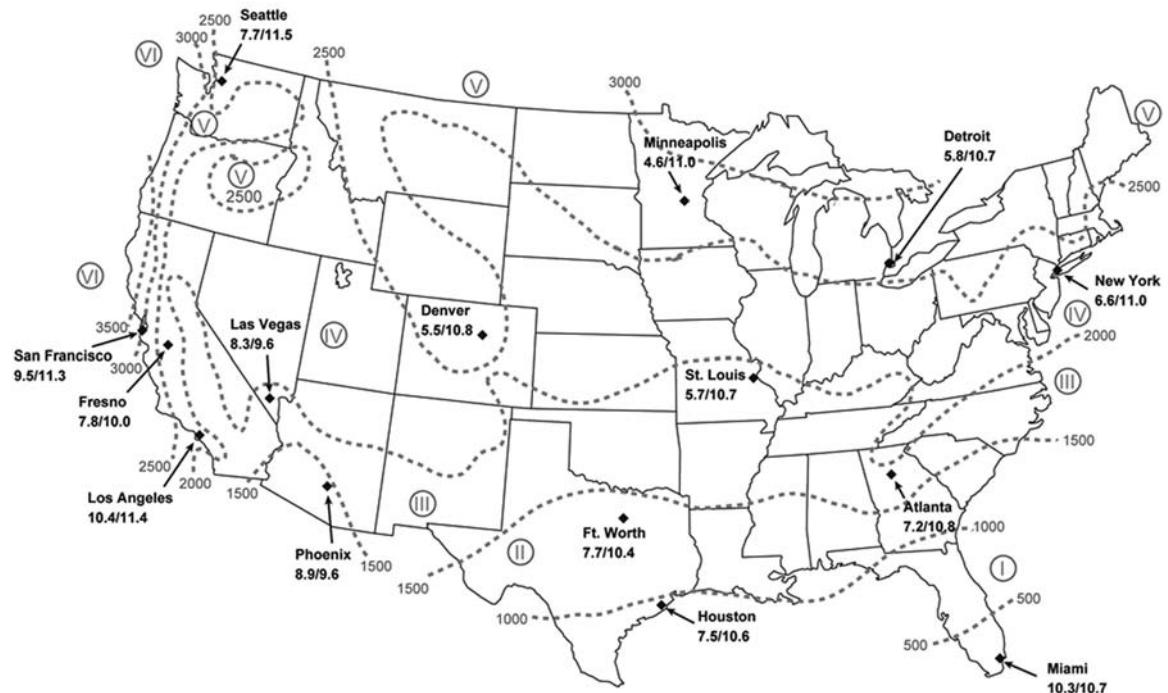 Seattle
7.7/11.5
2500
3000
VI
2500
V
3000
V
Minneapolis
4.6/11.0
Detroit
5.8/10.7
V
2500
V
V
2500
VI
New York
6.6/11.0
IV
2000
3500
San Francisco
9.5/11.3
3000
Fresno
7.8/10.0
Las Vegas
8.3/9.6
IV
Denver
5.5/10.8
St. Louis
5.7/10.7
III
1500
2500
2000
1500
Los Angeles
10.4/11.4
III
Phoenix
8.9/9.6
1500
1500
II
Ft. Worth
7.7/10.4
Atlanta
7.2/10.8
1000
I
1000
Houston
7.5/10.6
500
500
Miami
10.3/10.7